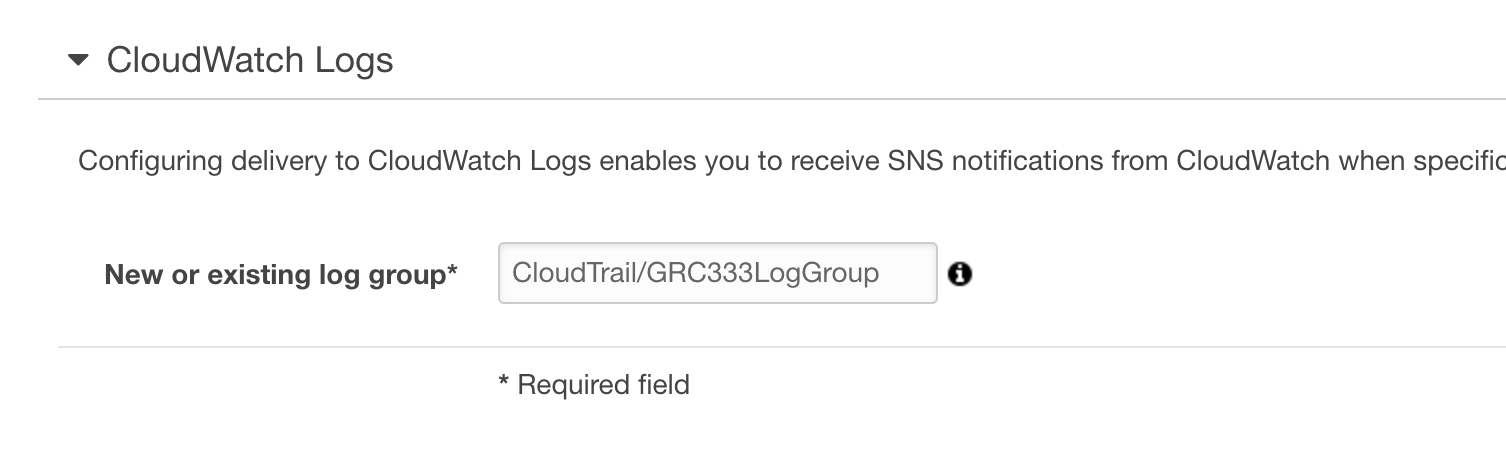 CloudWatch Logs
Configuring delivery to CloudWatch Logs enables you to receive SNS notifications from CloudWatch when specific
New or existing log group* CloudTrail/GRC333LogGroup
* Required field